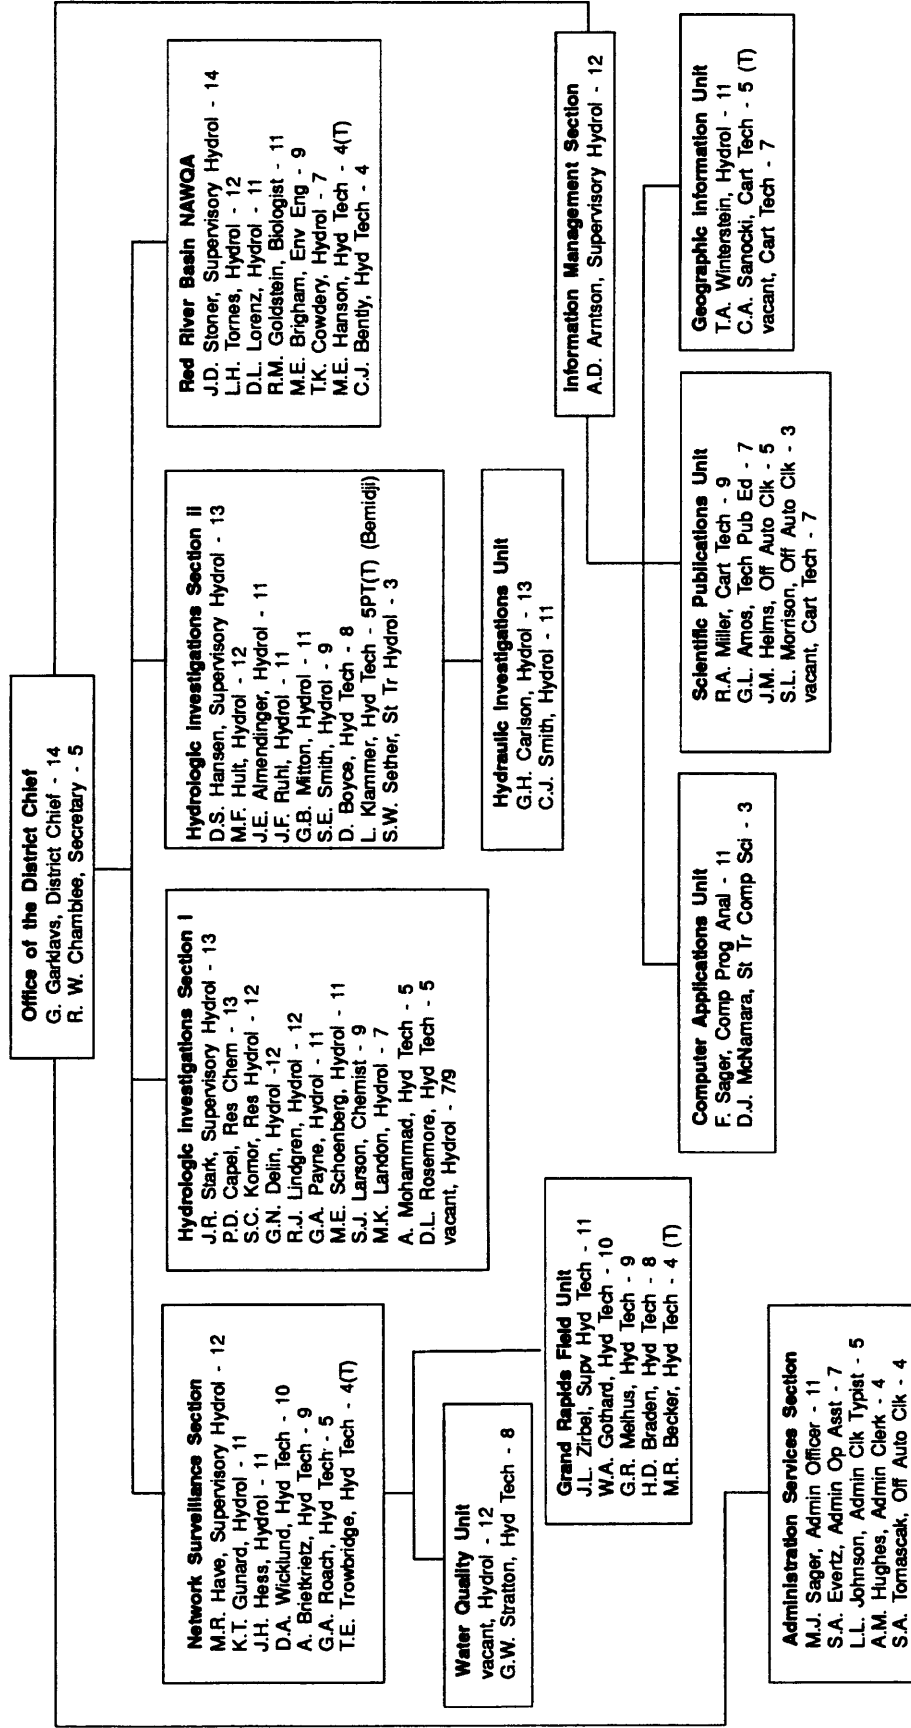 Office of the District Chief
G. Garklavs, District Chief - 14
R. W. Chamblee, Secretary - 5
Network Surveillance Section
M.R. Have, Supervisory Hydrol - 12
K.T. Gunard, Hydrol - 11
J.H. Hess, Hydrol - 11
D.A. Wicklund, Hyd Tech - 10
A. Brietkrietz, Hyd Tech - 9
G.A. Roach, Hyd Tech - 5
T.E. Trowbridge, Hyd Tech - 4(T)
Water Quality Unit
vacant, Hydrol - 12
G.W. Stratton, Hyd Tech - 8
Grand Rapids Field Unit
J.L. Zirbel, Supv Hyd Tech - 11
W.A. Gothard, Hyd Tech - 10
G.R. Melhus, Hyd Tech - 9
H.D. Braden, Hyd Tech - 8
M.R. Becker, Hyd Tech - 4 (T)
Hydrologic Investigations Section I
J.R. Stark, Supervisory Hydrol - 13
P.D. Capel, Res Chem - 13
S.C. Komor, Res Hydrol - 12
G.N. Delin, Hydrol -12
R.J. Lindgren, Hydrol - 12
G.A. Payne, Hydrol - 11
M.E. Schoenberg, Hydrol - 11
S.J. Larson, Chemist - 9
M.K. Landon, Hydrol - 7
A. Mohammad, Hyd Tech - 5
D.L. Rosemore, Hyd Tech - 5
vacant, Hydrol - 7/9
Hydrologic Investigations Section II
D.S. Hansen, Supervisory Hydrol - 13
M.F. Hult, Hydrol - 12
J.E. Almendinger, Hydrol - 11
J.F. Ruhl, Hydrol - 11
G.B. Mitton, Hydrol - 11
S.E. Smith, Hydrol - 9
D. Boyce, Hyd Tech - 8
L. Klammer, Hyd Tech - 5PT(T) (Bemidji)
S.W. Sether, St Tr Hydrol - 3
Hydraulic Investigations Unit
G.H. Carlson, Hydrol - 13
C.J. Smith, Hydrol - 11
Red River Basin NAWQA
J.D. Stoner, Supervisory Hydrol - 14
L.H. Tornes, Hydrol - 12
D.L. Lorenz, Hydrol - 11
R.M. Goldstein, Biologist - 11
M.E. Brigham, Env Eng - 9
T.K. Cowdery, Hydrol - 7
M.E. Hanson, Hyd Tech - 4(T)
C.J. Bently, Hyd Tech - 4
Information Management Section
A.D. Arntson, Supervisory Hydrol - 12
Computer Applications Unit
F. Sager, Comp Prog Anal - 11
D.J. McNamara, St Tr Comp Sci - 3
Scientific Publications Unit
R.A. Miller, Cart Tech - 9
G.L. Amos, Tech Pub Ed - 7
J.M. Helms, Off Auto Clk - 5
S.L. Morrison, Off Auto Clk - 3
vacant, Cart Tech - 7
Geographic Information Unit
T.A. Winterstein, Hydrol - 11
C.A. Sanocki, Cart Tech - 5 (T)
vacant, Cart Tech - 7
Administration Services Section
M.J. Sager, Admin Officer - 11
S.A. Evertz, Admin Op Asst - 7
L.L. Johnson, Admin Clk Typist - 5
A.M. Hughes, Admin Clerk - 4
S.A. Tomascak, Off Auto Clk - 4